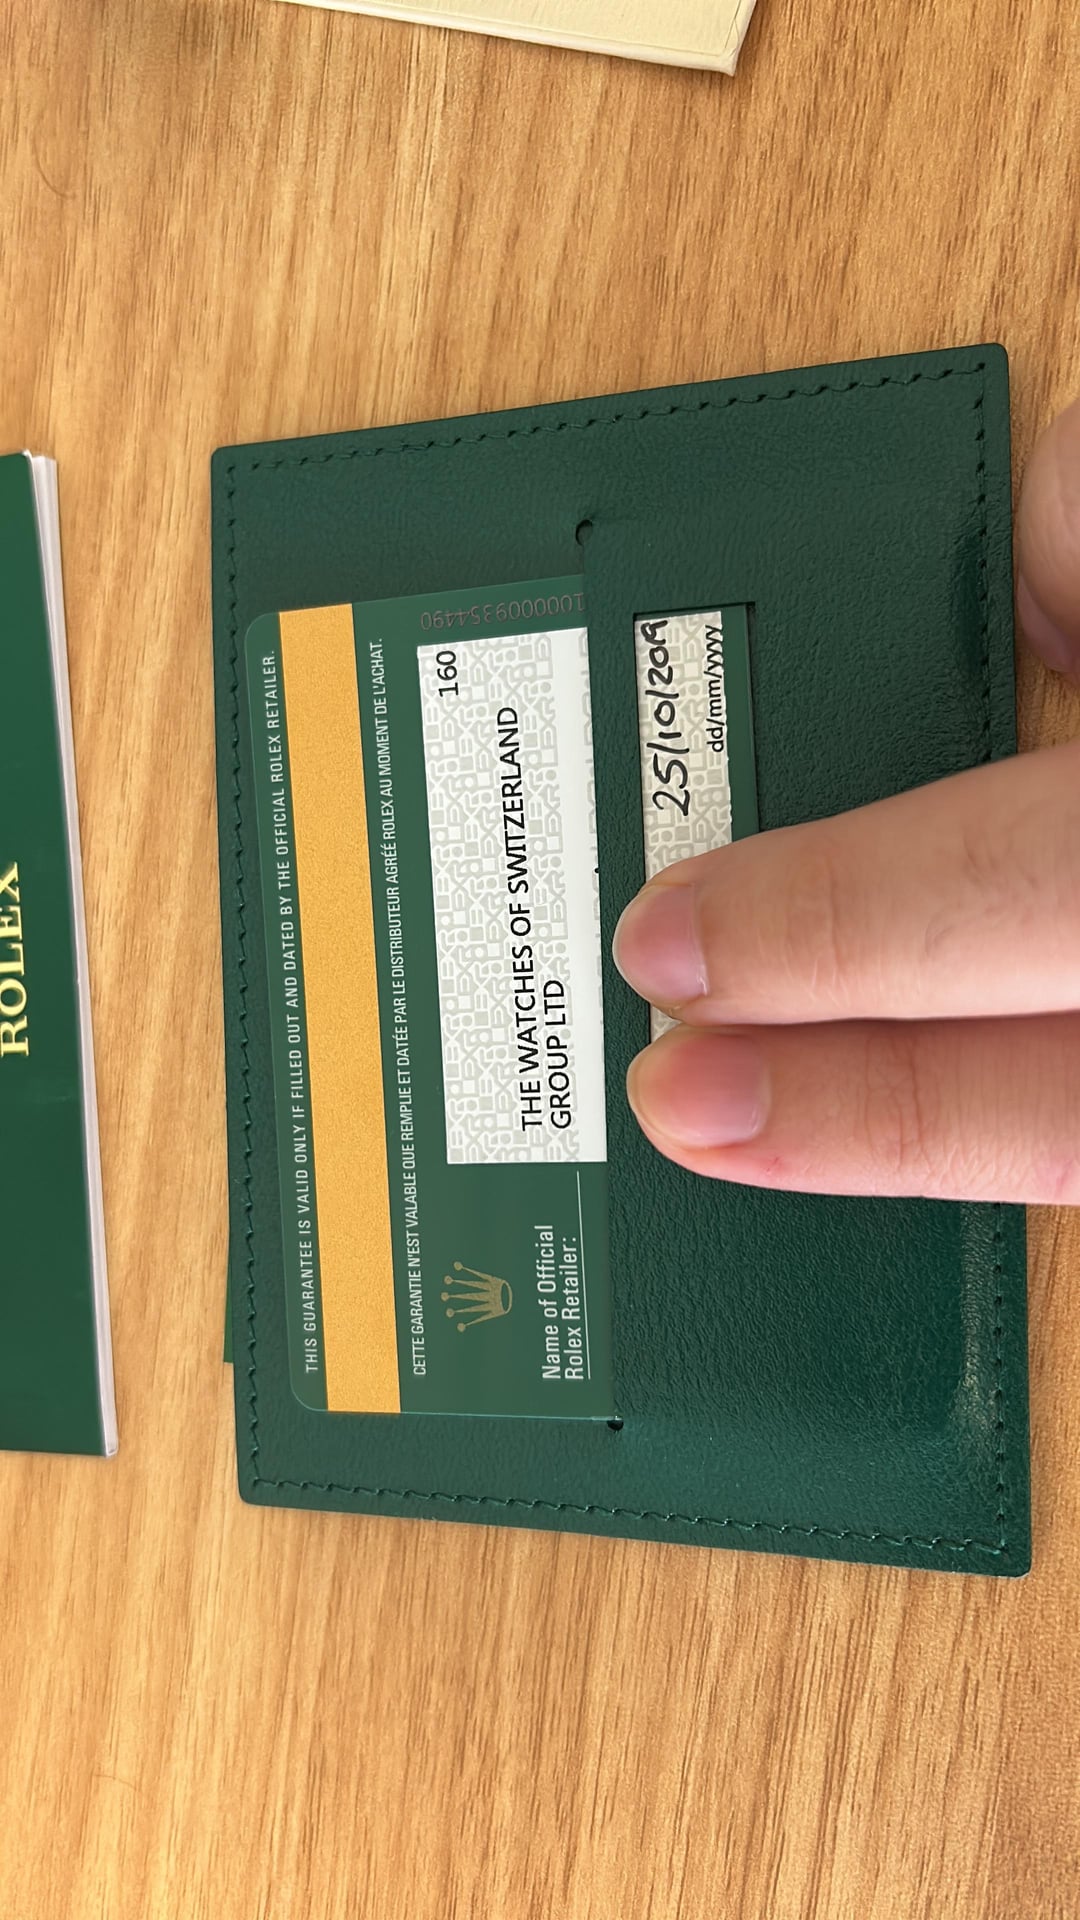 ROLEX
THIS GUARANTEE IS VALID ONLY IF FILLED OUT AND DATED BY THE OFFICIAL ROLEX RETAILER.
CETTE GARANTIE N'EST VALABLE QUE REMPLIE ET DATÉE PAR LE DISTRIBUTEUR AGRÉÉ ROLEX AU MOMENT DE L'ACHAT.
1000009354490
160
THE WATCHES OF SWITZERLAND
GROUP LTD
Name of Official
Rolex Retailer:
25/10/2019
dd/mm/yyyy